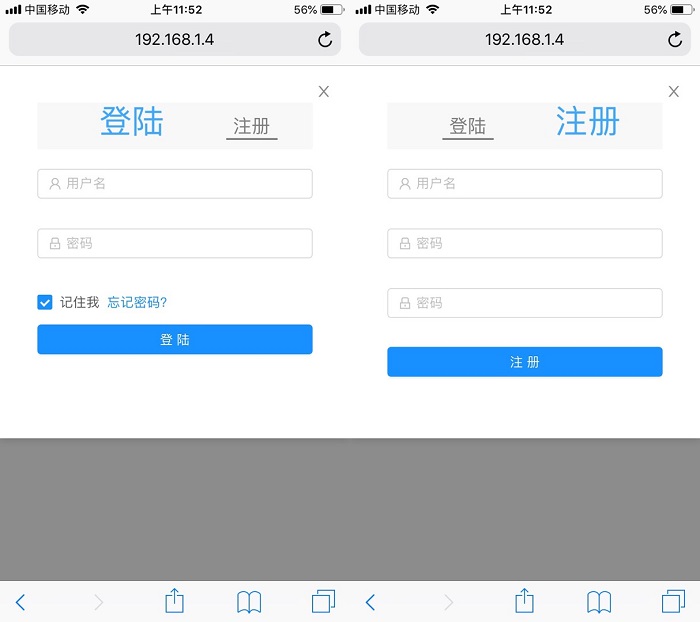 中国移动 上午11:52 56%
192.168.1.4
登陆 注册
用户名
密码
记住我 忘记密码?
登 陆
中国移动 上午11:52 56%
192.168.1.4
登陆 注册
用户名
密码
密码
注 册